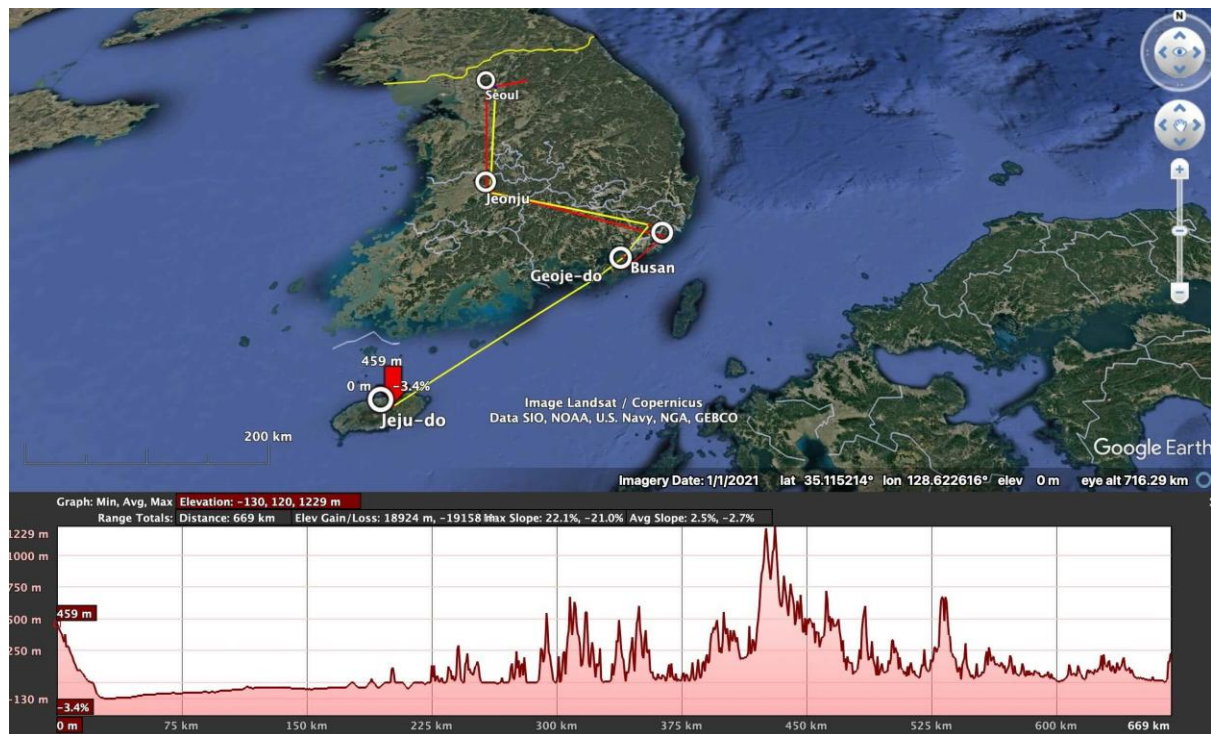 N
Seoul
Jeonju
Geoje-do
Busan
459 m
0 m
-3.4%
Jeju-do
Image Landsat / Copernicus
Data SIO, NOAA, U.S. Navy, NGA, GEBCO
200 km
Google Earth
Imagery Date: 1/1/2021 lat 35.115214° lon 128.622616° elev 0 m eye alt 716.29 km
Graph: Min, Avg, Max Elevation: -130, 120, 1229 m
Range Totals: Distance: 669 km Elev Gain/Loss: 18924 m, -19158 m Max Slope: 22.1%, -21.0% Avg Slope: 2.5%, -2.7%
1229 m
1000 m
750 m
500 m
459 m
250 m
-130 m
-3.4%
0 m 75 km 150 km 225 km 300 km 375 km 450 km 525 km 600 km 669 km